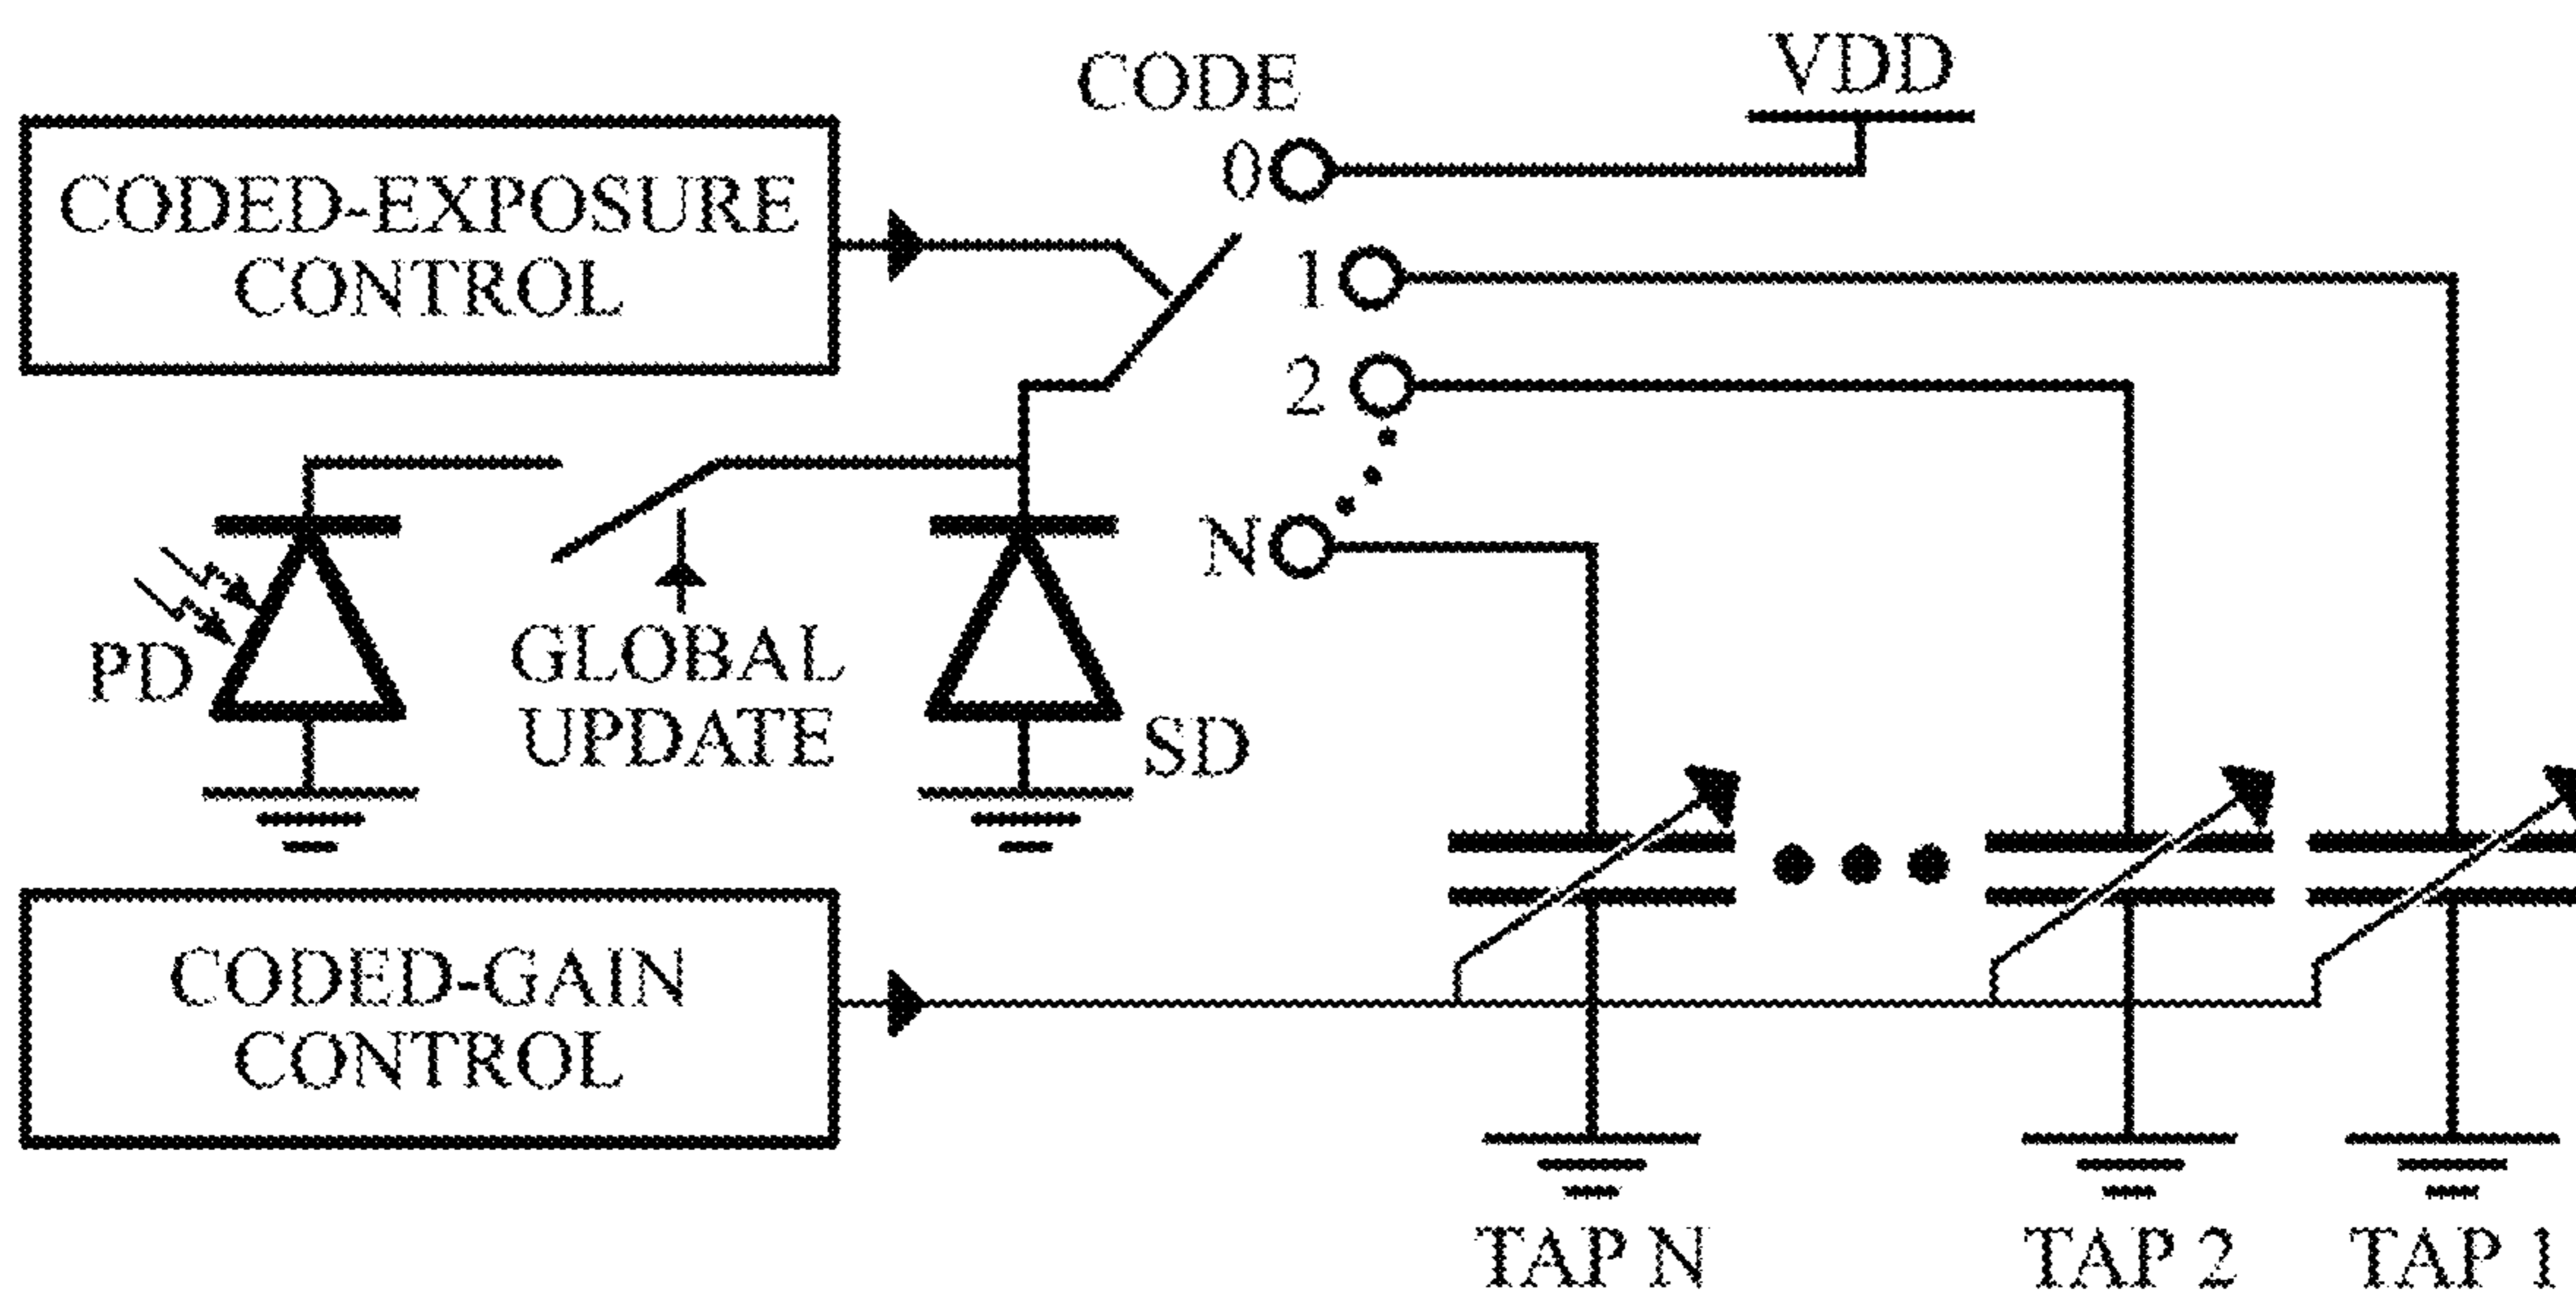 CODE
VDD
CODED-EXPOSURE
CONTROL
0
1
2
N
PD
GLOBAL
UPDATE
SD
CODED-GAIN
CONTROL
TAP N
TAP 2
TAP 1